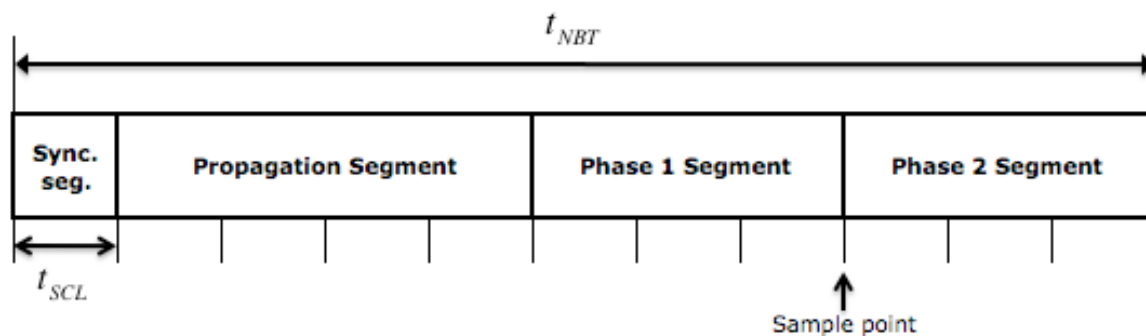 t_NBT
Sync.
seg.
Propagation Segment
Phase 1 Segment
Phase 2 Segment
t_SCL
Sample point